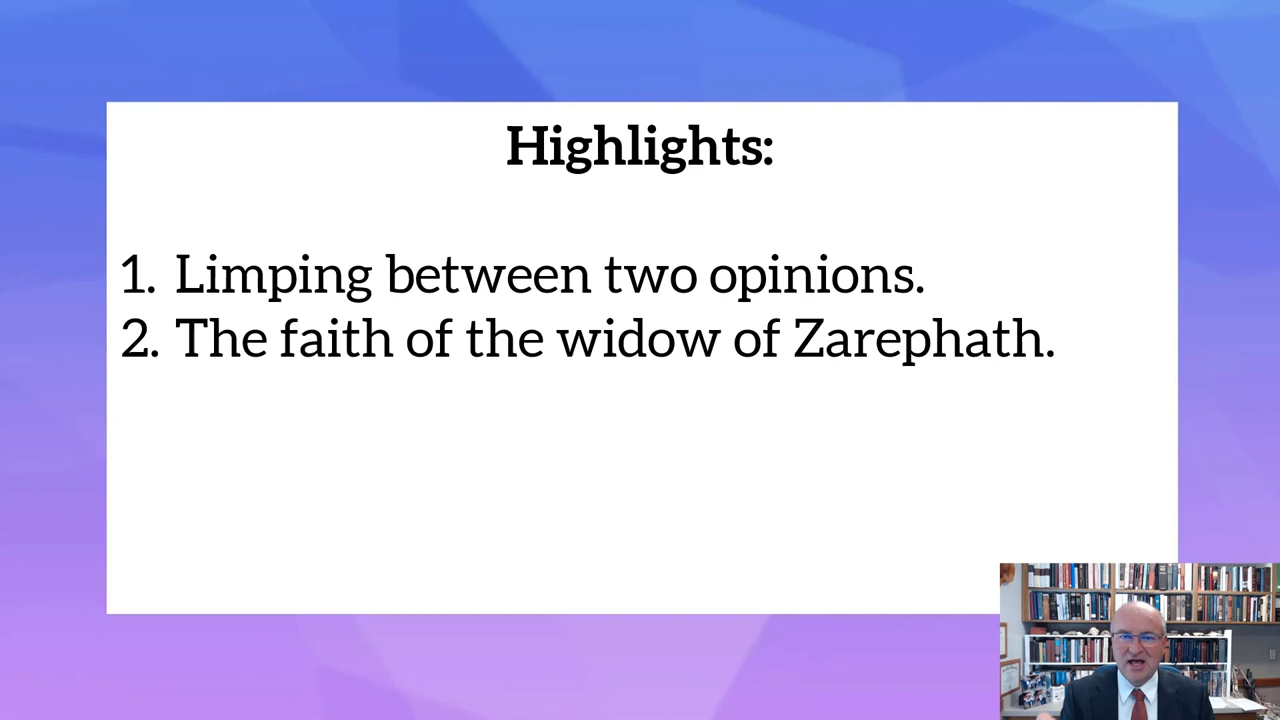 Highlights:
1. Limping between two opinions.
2. The faith of the widow of Zarephath.